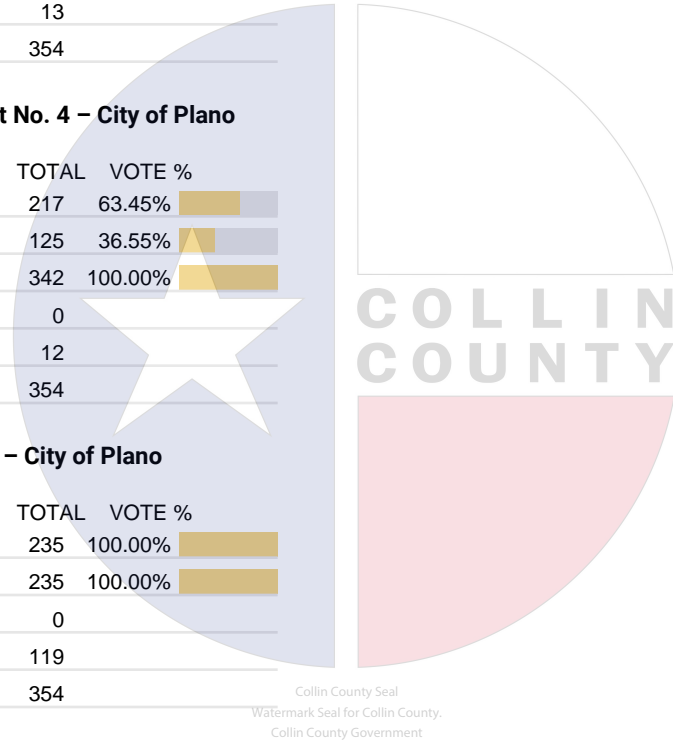 13
354
t No. 4 – City of Plano
TOTAL VOTE %
217 63.45%
125 36.55%
342 100.00%
0
12
354
– City of Plano
TOTAL VOTE %
235 100.00%
235 100.00%
0
119
354
COLLIN
COUNTY
Collin County Seal
Watermark Seal for Collin County.
Collin County Government